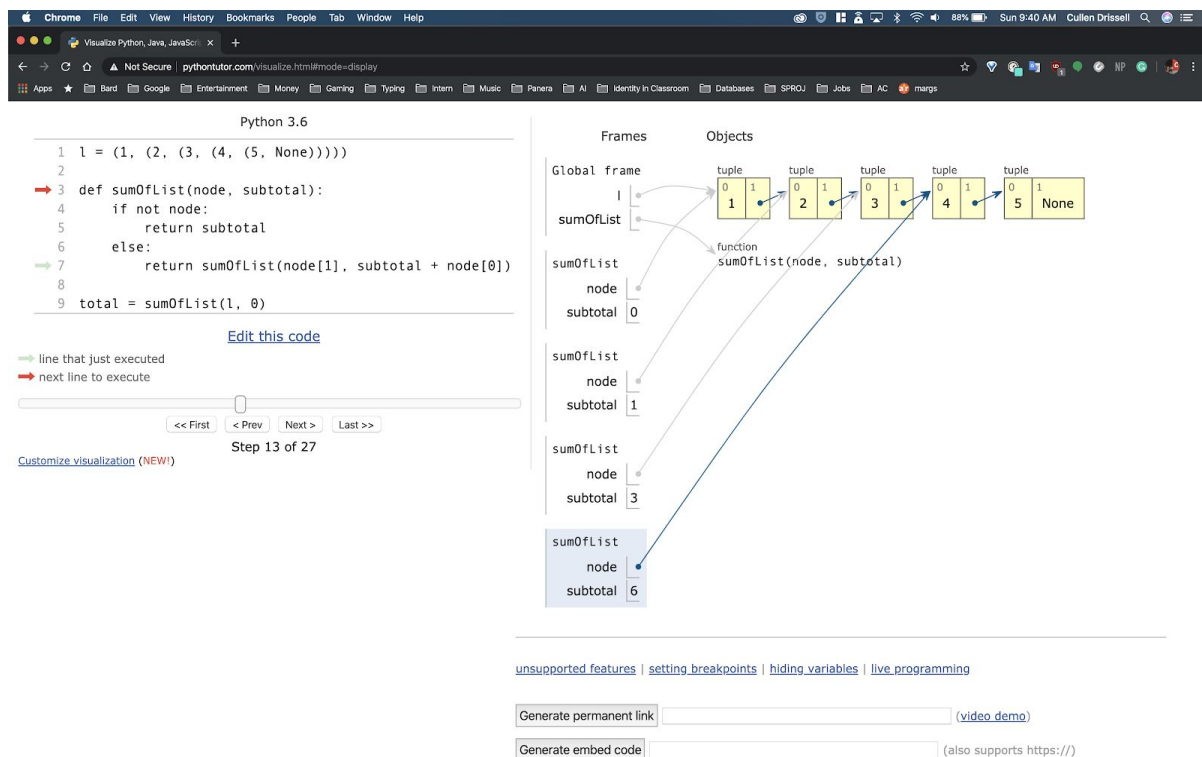 Chrome File Edit View History Bookmarks People Tab Window Help 88% Sun 9:40 AM Cullen Drissell
Visualize Python, Java, JavaScri × +
Not Secure | pythontutor.com/visualize.html#mode=display
Apps Bard Google Entertainment Money Gaming Typing Intern Music Panera AI Identity in Classroom Databases SPROJ Jobs AC margs
Python 3.6
1 l = (1, (2, (3, (4, (5, None)))))
2
3 def sumOfList(node, subtotal):
4 if not node:
5 return subtotal
6 else:
7 return sumOfList(node[1], subtotal + node[0])
8
9 total = sumOfList(l, 0)
Edit this code
line that just executed
next line to execute
<< First < Prev Next > Last >>
Step 13 of 27
Customize visualization (NEW!)
Frames Objects
Global frame
l
sumOfList
tuple tuple tuple tuple tuple
0 1 0 1 0 1 0 1 0 1
1 2 3 4 5 None
function
sumOfList(node, subtotal)
sumOfList
node
subtotal 0
sumOfList
node
subtotal 1
sumOfList
node
subtotal 3
sumOfList
node
subtotal 6
unsupported features | setting breakpoints | hiding variables | live programming
Generate permanent link (video demo)
Generate embed code (also supports https://)